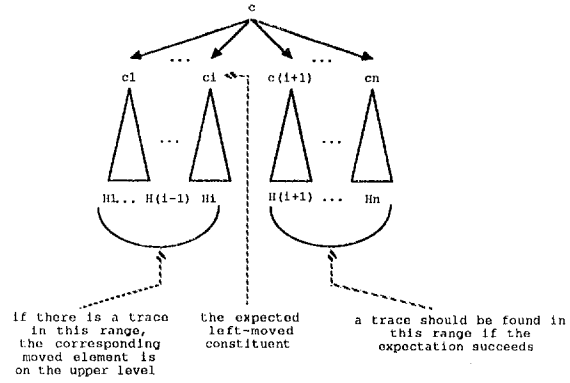 c
... ...
c1 ci c(i+1) cn
... ...
H1... H(i-1) Hi H(i+1) ... Hn
if there is a trace
in this range,
the corresponding
moved element is
on the upper level
the expected
left-moved
constituent
a trace should be found in
this range if the
expectation succeeds